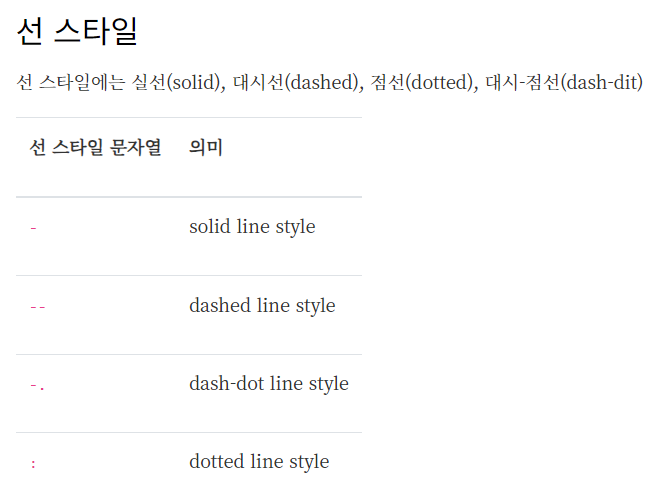 선 스타일
선 스타일에는 실선(solid), 대시선(dashed), 점선(dotted), 대시-점선(dash-dit)
선 스타일 문자열 의미
- solid line style
-- dashed line style
-. dash-dot line style
: dotted line style